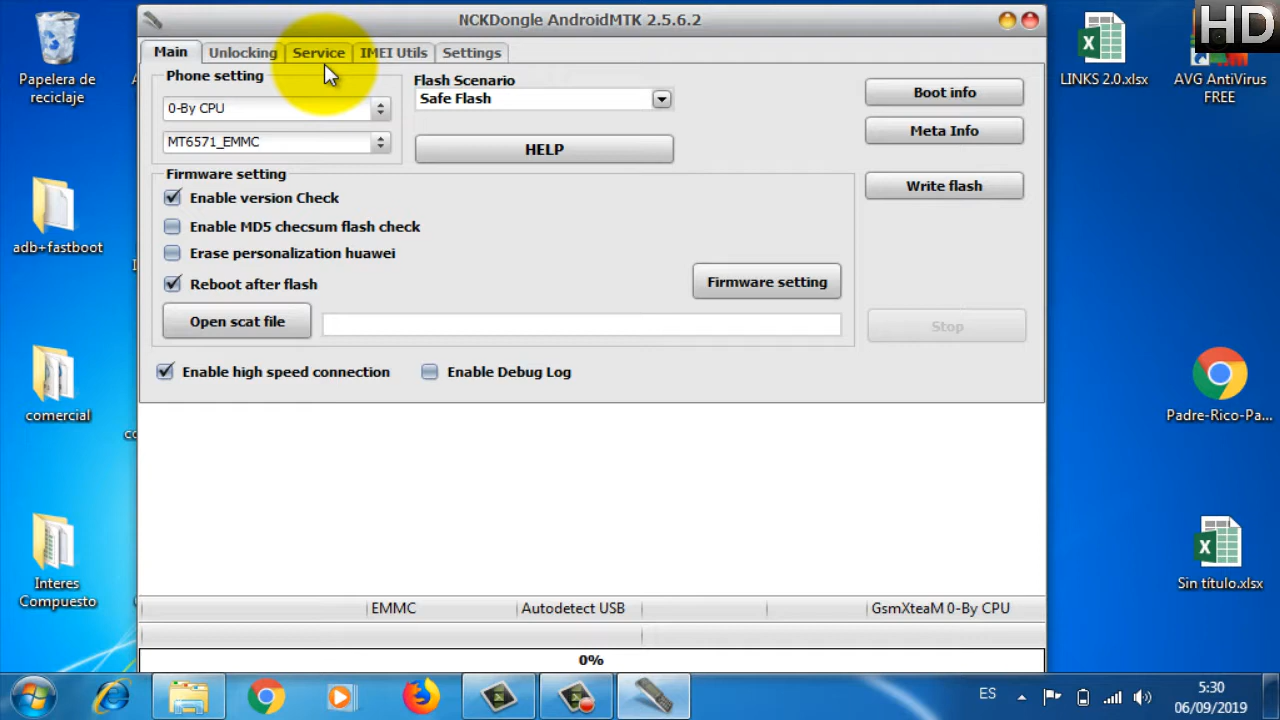 NCKDongle AndroidMTK 2.5.6.2
HD
Papelera de
reciclaje
adb+fastboot
comercial
Interes
Compuesto
Main
Unlocking
Service
IMEI Utils
Settings
Phone setting
0-By CPU
MT6571_EMMC
Flash Scenario
Safe Flash
HELP
Boot info
Meta Info
Write flash
Firmware setting
Enable version Check
Enable MD5 checsum flash check
Erase personalization huawei
Reboot after flash
Firmware setting
Open scat file
Stop
Enable high speed connection
Enable Debug Log
EMMC
Autodetect USB
GsmXteaM 0-By CPU
0%
LINKS 2.0.xlsx
AVG AntiVirus
FREE
Padre-Rico-Pa...
Sin título.xlsx
ES
5:30
06/09/2019